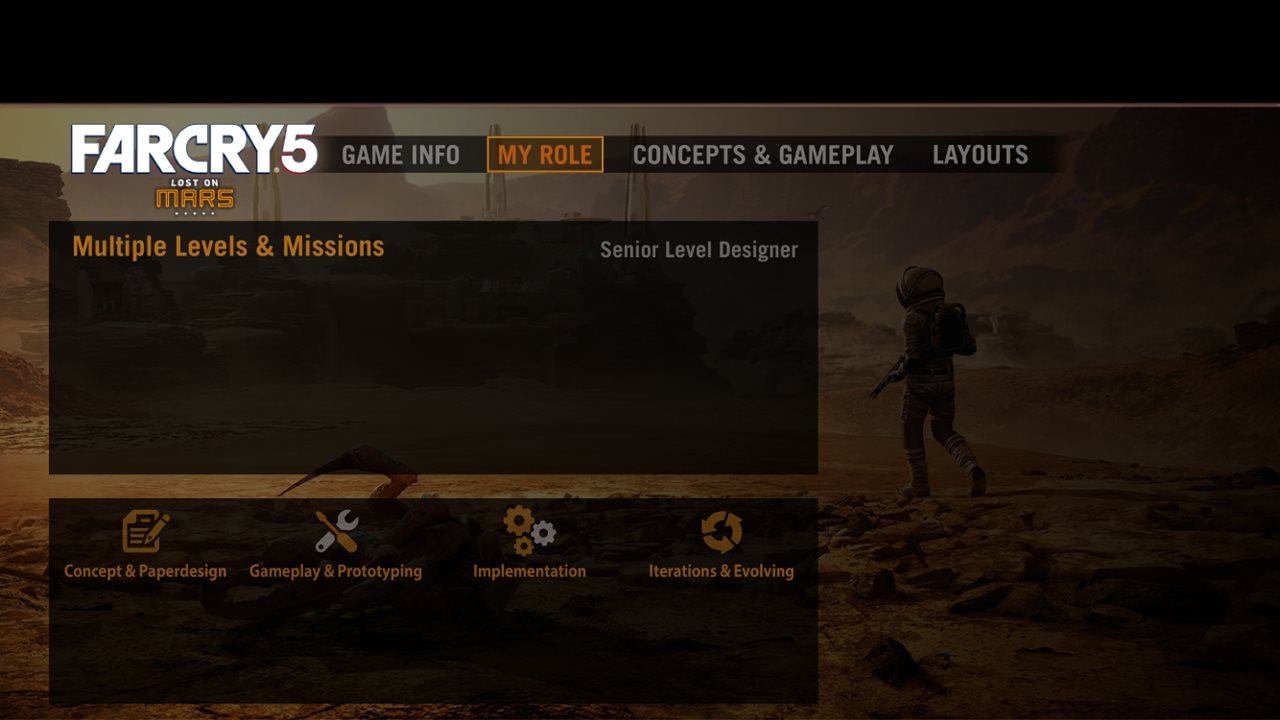 FARCRY5
LOST ON
MARS
GAME INFO
MY ROLE
CONCEPTS & GAMEPLAY
LAYOUTS
Multiple Levels & Missions
Senior Level Designer
Concept & Paperdesign
Gameplay & Prototyping
Implementation
Iterations & Evolving